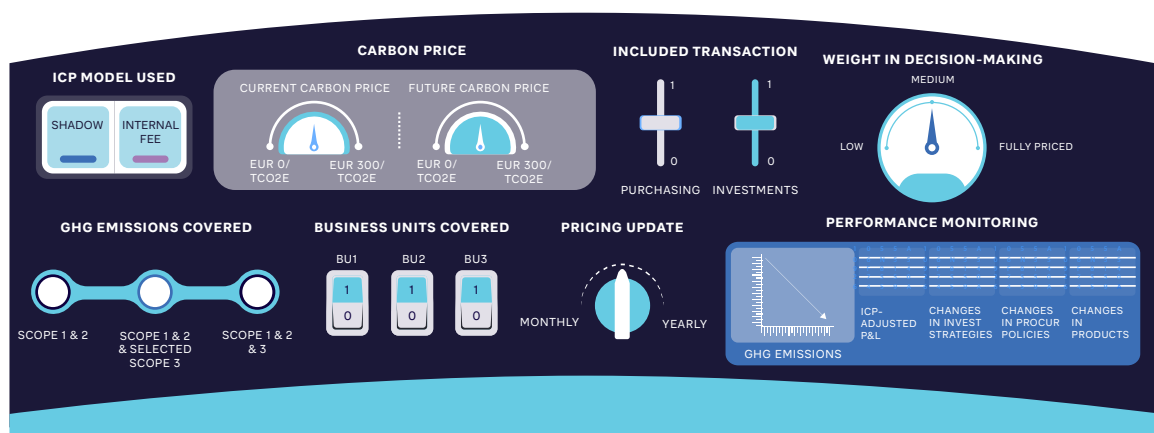 ICP MODEL USED
SHADOW
INTERNAL
FEE
CARBON PRICE
CURRENT CARBON PRICE
EUR 0/
TCO2E
EUR 300/
TCO2E
FUTURE CARBON PRICE
EUR 0/
TCO2E
EUR 300/
TCO2E
INCLUDED TRANSACTION
1
0
PURCHASING
1
0
INVESTMENTS
WEIGHT IN DECISION-MAKING
MEDIUM
LOW
FULLY PRICED
GHG EMISSIONS COVERED
SCOPE 1 & 2
SCOPE 1 & 2
& SELECTED
SCOPE 3
SCOPE 1 & 2
& 3
BUSINESS UNITS COVERED
BU1
1
0
BU2
1
0
BU3
1
0
PRICING UPDATE
MONTHLY
YEARLY
PERFORMANCE MONITORING
GHG EMISSIONS
ICP-
ADJUSTED
P&L
CHANGES
IN INVEST
STRATEGIES
CHANGES
IN PROCUR
POLICIES
CHANGES
IN
PRODUCTS